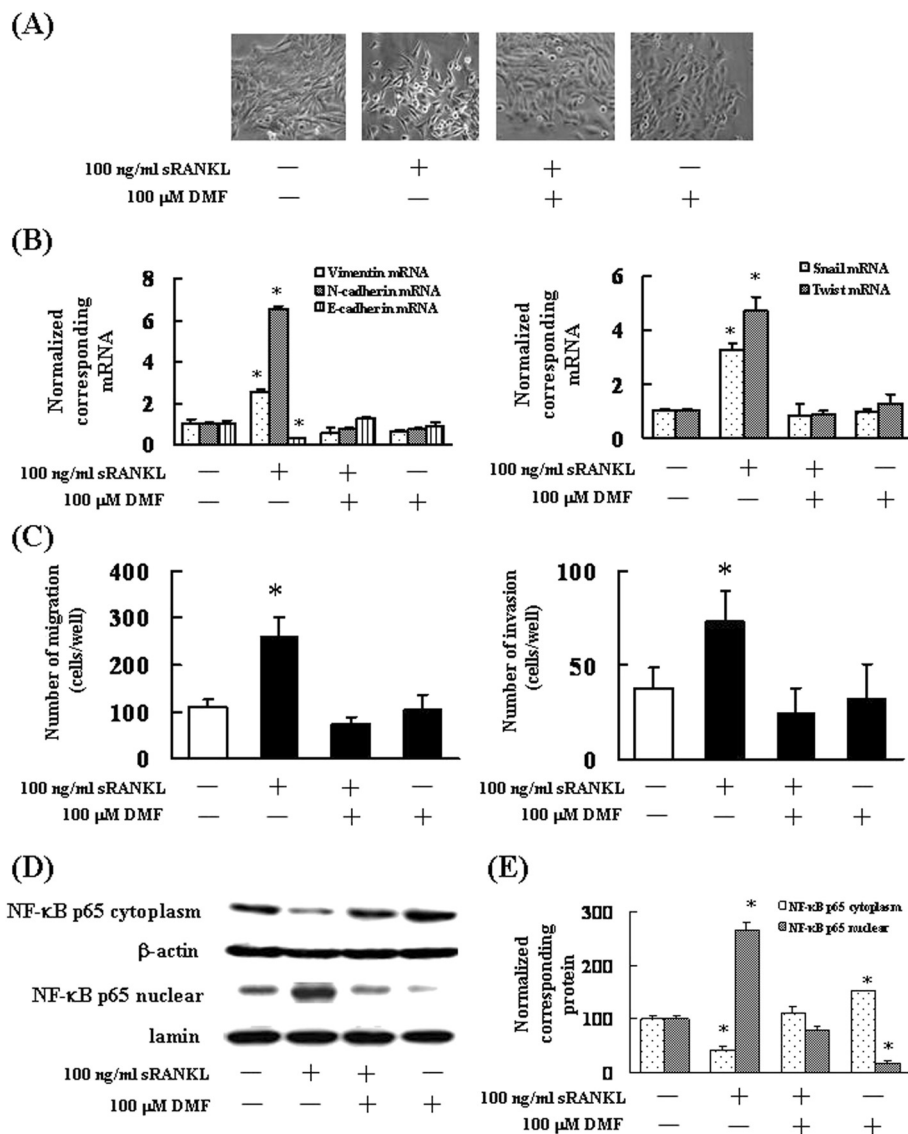 (A)
100 ng/ml sRANKL — + + —
100 µM DMF — — + +
(B)
Normalized corresponding mRNA
8
6
4
2
0
Vimentin mRNA
N-cadherin mRNA
E-cadherin mRNA
* * *
100 ng/ml sRANKL — + + —
100 µM DMF — — + +
Normalized corresponding mRNA
6
4
2
0
Snail mRNA
Twist mRNA
* *
100 ng/ml sRANKL — + + —
100 µM DMF — — + +
(C)
Number of migration (cells/well)
400
300
200
100
0
*
100 ng/ml sRANKL — + + —
100 µM DMF — — + +
Number of invasion (cells/well)
100
50
0
*
100 ng/ml sRANKL — + + —
100 µM DMF — — + +
(D)
NF-κB p65 cytoplasm
β-actin
NF-κB p65 nuclear
lamin
100 ng/ml sRANKL — + + —
100 µM DMF — — + +
(E)
Normalized corresponding protein
300
200
100
0
NF-κB p65 cytoplasm
NF-κB p65 nuclear
* * * *
100 ng/ml sRANKL — + + —
100 µM DMF — — + +